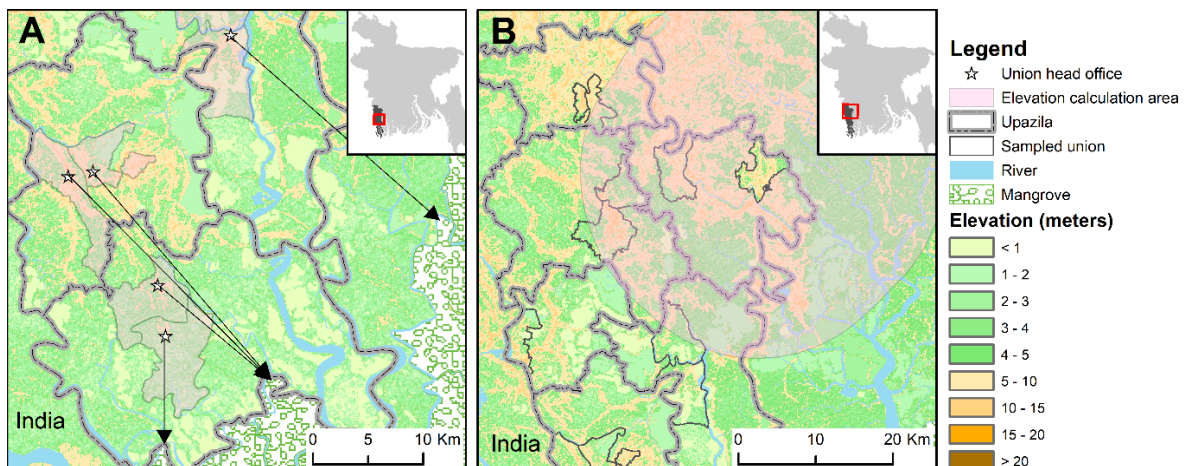 A
India
0 5 10 Km
B
India
0 10 20 Km
Legend
Union head office
Elevation calculation area
Upazila
Sampled union
River
Mangrove
Elevation (meters)
< 1
1 - 2
2 - 3
3 - 4
4 - 5
5 - 10
10 - 15
15 - 20
> 20